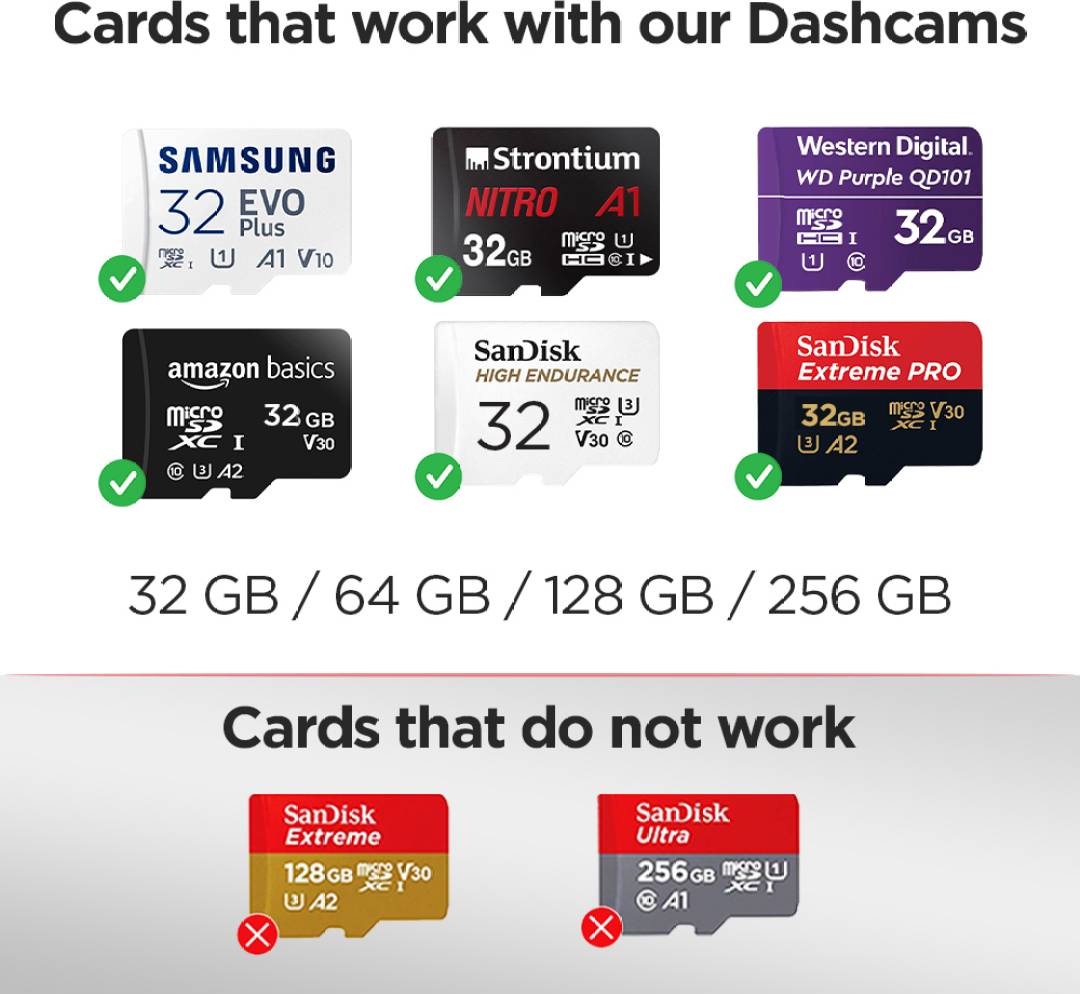 Cards that work with our Dashcams
SAMSUNG
32 EVO
Plus
micro
SD
XC I U1 A1 V10
Strontium
NITRO A1
32GB
micro
SD
HC I U1 10
Western Digital.
WD Purple QD101
micro
SD
HC I
32GB
U1 10
amazon basics
micro
SD
XC I
32 GB
V30
10 U3 A2
SanDisk
HIGH ENDURANCE
32
micro
SD
XC I U3
V30 10
SanDisk
Extreme PRO
32GB
micro
SD
XC I V30
U3 A2
32 GB / 64 GB / 128 GB / 256 GB
Cards that do not work
SanDisk
Extreme
128GB
micro
SD
XC I V30
U3 A2
SanDisk
Ultra
256GB
micro
SD
XC I U1
10 A1